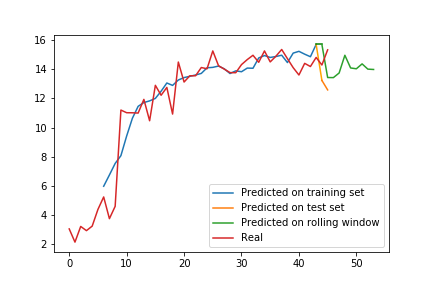 16
14
12
10
8
6
4
2
0 10 20 30 40 50
Predicted on training set
Predicted on test set
Predicted on rolling window
Real